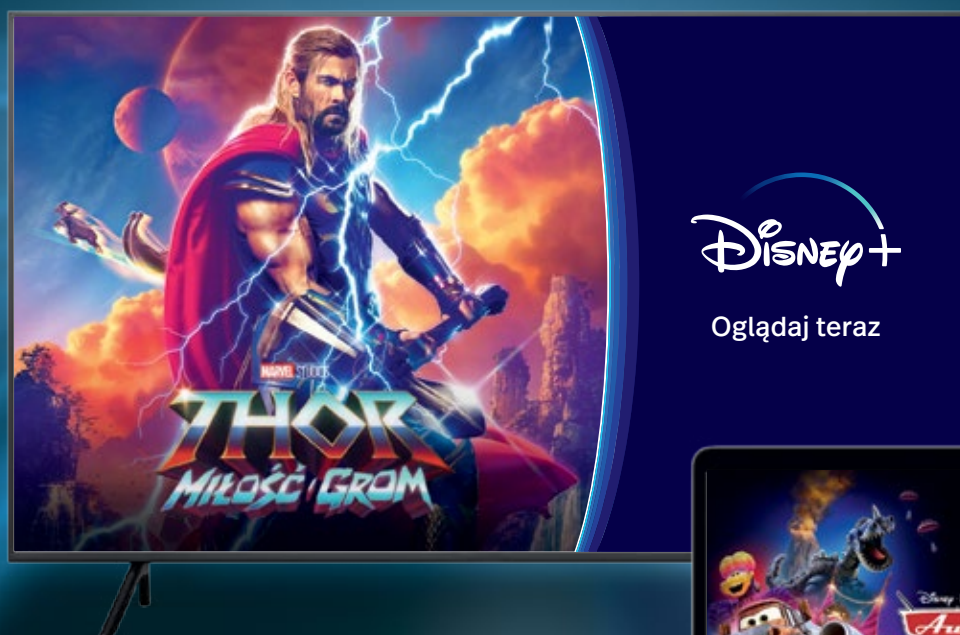 MARVEL STUDIOS
THOR
MIŁOŚĆ I GROM
Disney+
Oglądaj teraz
Disney